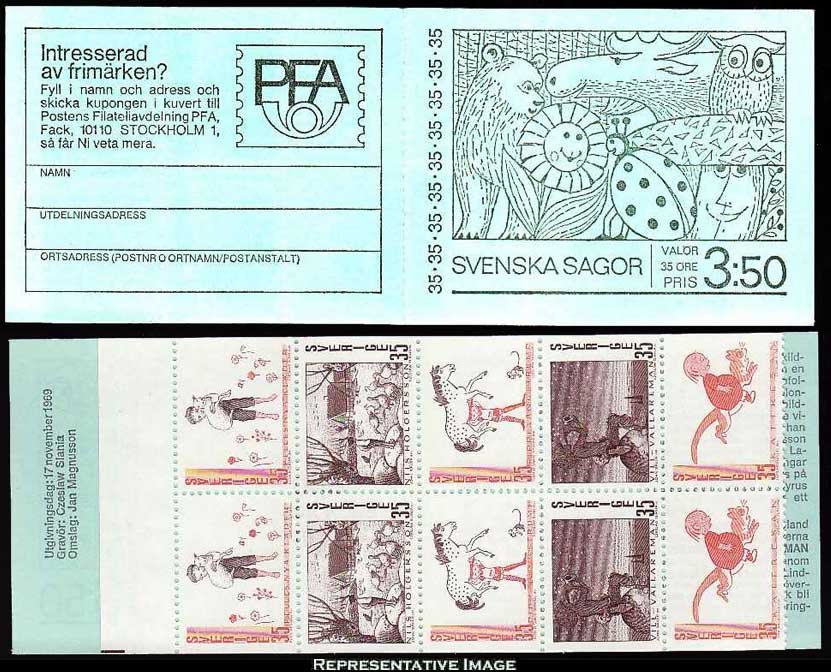 Intresserad
av frimärken?
Fyll i namn och adress och
skicka kupongen i kuvert till
Postens Filateliavdelning PFA,
Fack, 10110 STOCKHOLM 1,
så får Ni veta mera.
PFA
NAMN
UTDELNINGSADRESS
ORTSADRESS (POSTNR O ORTNAMN/POSTANSTALT)
35·35·35·35·35·35·35·35·35·35
SVENSKA SAGOR
VALÖR
35 ÖRE
PRIS
3:50
Utgivningsdag: 17 november 1969
Gravör: Czeslaw Slania
Omslag: Jan Magnusson
SVERIGE 35
SVERIGE 35
NILS HOLGERSSON
SVERIGE 35
SVERIGE 35
VILL-VALLAREMAN
SVERIGE 35
SVERIGE 35
SVERIGE 35
NILS HOLGERSSON
SVERIGE 35
SVERIGE 35
VILL-VALLAREMAN
SVERIGE 35
REPRESENTATIVE IMAGE